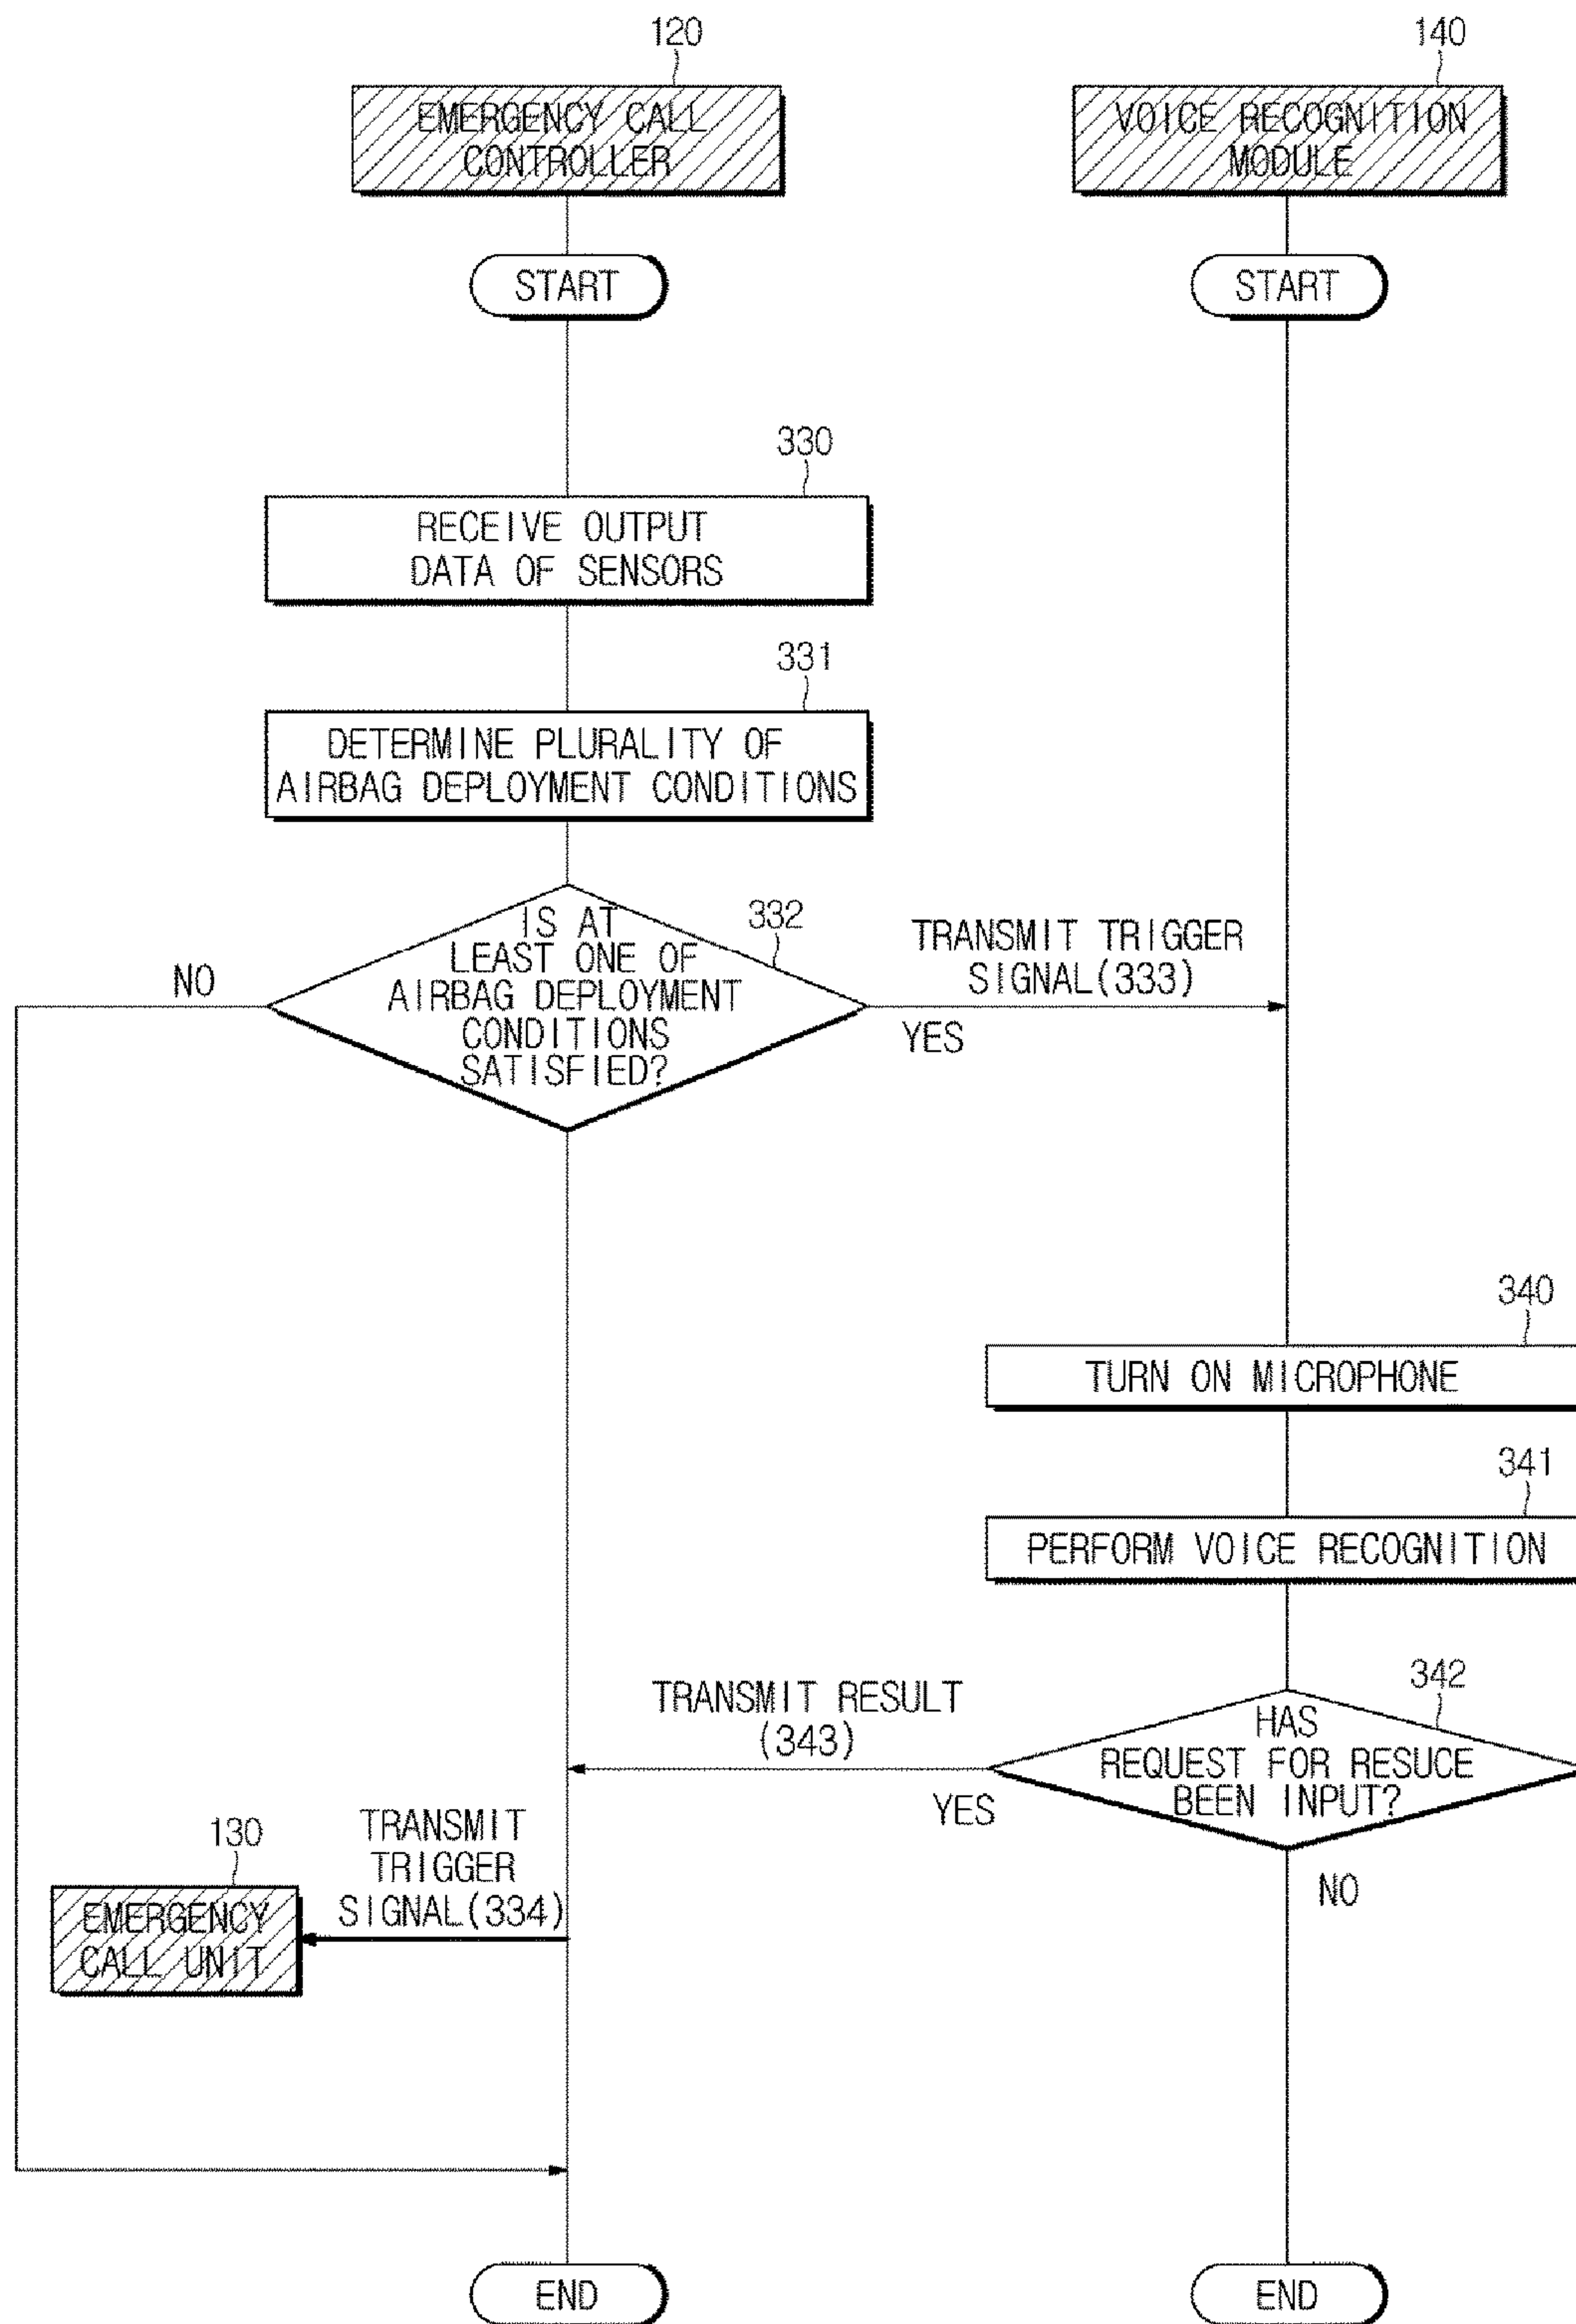 120
140
EMERGENCY CALL
CONTROLLER
VOICE RECOGNITION
MODULE
START
START
330
RECEIVE OUTPUT
DATA OF SENSORS
331
DETERMINE PLURALITY OF
AIRBAG DEPLOYMENT CONDITIONS
332
IS AT
LEAST ONE OF
AIRBAG DEPLOYMENT
CONDITIONS
SATISFIED?
NO
YES
TRANSMIT TRIGGER
SIGNAL(333)
340
TURN ON MICROPHONE
341
PERFORM VOICE RECOGNITION
342
HAS
REQUEST FOR RESUCE
BEEN INPUT?
TRANSMIT RESULT
(343)
YES
NO
130
EMERGENCY
CALL UNIT
TRANSMIT
TRIGGER
SIGNAL(334)
END
END